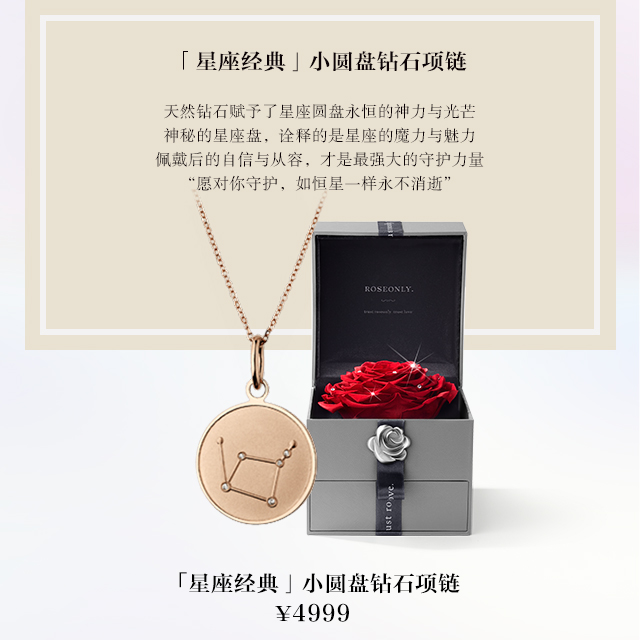 「星座经典」小圆盘钻石项链
天然钻石赋予了星座圆盘永恒的神力与光芒
神秘的星座盘，诠释的是星座的魔力与魅力
佩戴后的自信与从容，才是最强大的守护力量
“愿对你守护，如恒星一样永不消逝”
ROSEONLY.
ust ro ve.
「星座经典」小圆盘钻石项链
¥4999